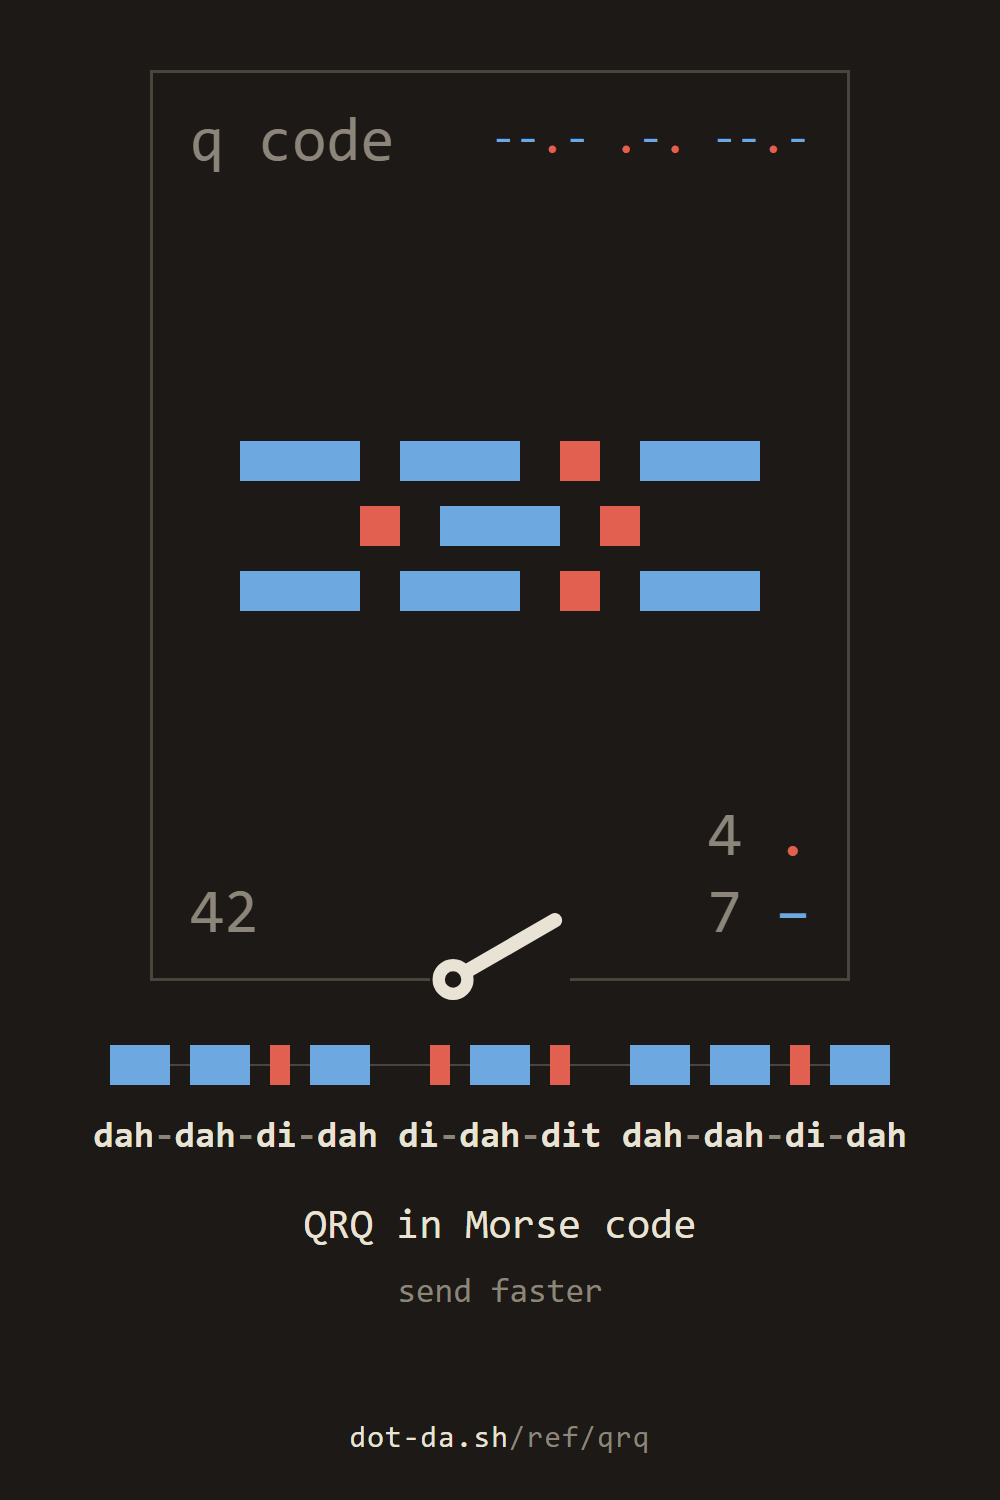 q code --.- .-. --.-
4 .
42 7 -
dah-dah-di-dah di-dah-dit dah-dah-di-dah
QRQ in Morse code
send faster
dot-da.sh/ref/qrq